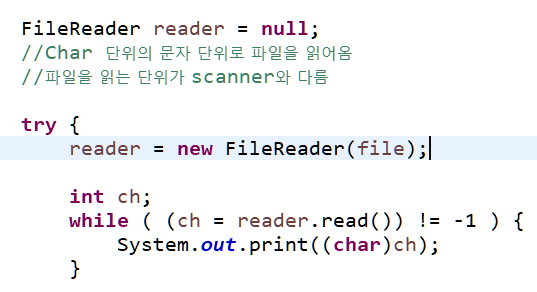 FileReader reader = null;
//Char 단위의 문자 단위로 파일을 읽어옴
//파일을 읽는 단위가 scanner와 다름
try {
reader = new FileReader(file);
int ch;
while ( (ch = reader.read()) != -1 ) {
System.out.print((char)ch);
}